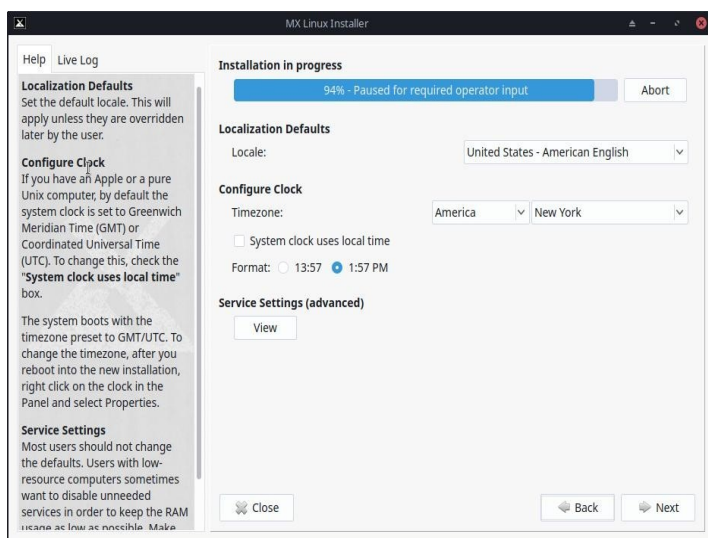 MX Linux Installer
Help Live Log
Localization Defaults
Set the default locale. This will
apply unless they are overridden
later by the user.
Configure Clock
If you have an Apple or a pure
Unix computer, by default the
system clock is set to Greenwich
Meridian Time (GMT) or
Coordinated Universal Time
(UTC). To change this, check the
"System clock uses local time"
box.
The system boots with the
timezone preset to GMT/UTC. To
change the timezone, after you
reboot into the new installation,
right click on the clock in the
Panel and select Properties.
Service Settings
Most users should not change
the defaults. Users with low-
resource computers sometimes
want to disable unneeded
services in order to keep the RAM
usage as low as possible. Make
Installation in progress
94% - Paused for required operator input
Abort
Localization Defaults
Locale: United States - American English
Configure Clock
Timezone: America New York
System clock uses local time
Format: 13:57 1:57 PM
Service Settings (advanced)
View
Close Back Next